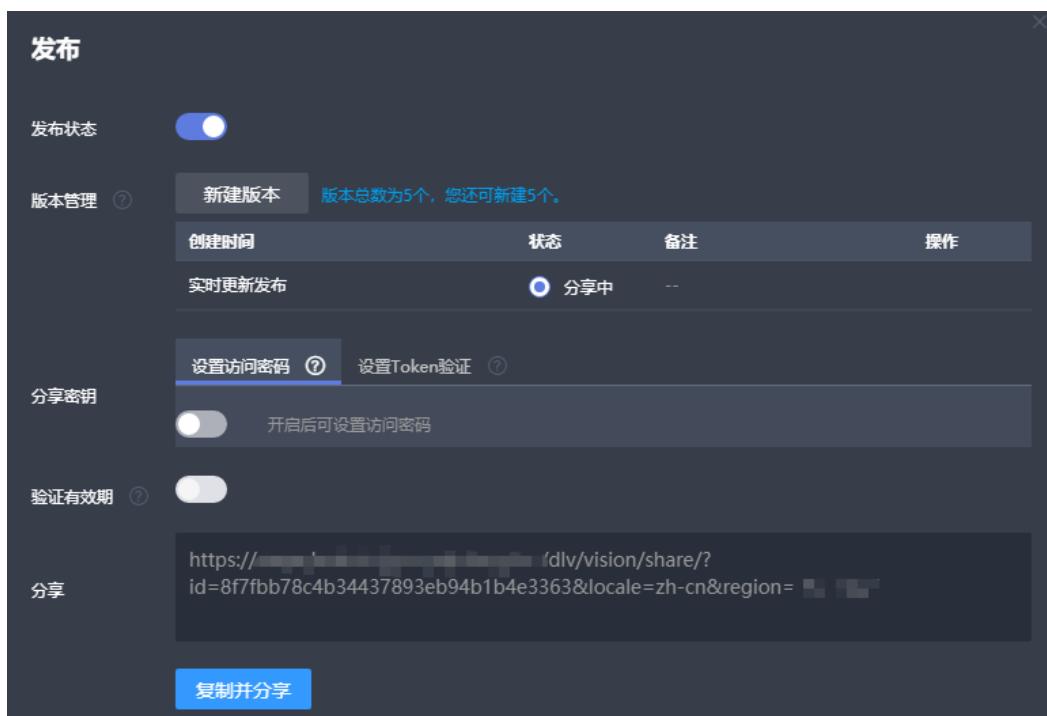 发布
发布状态
版本管理 ?
新建版本 版本总数为5个，您还可新建5个。
创建时间 状态 备注 操作
实时更新发布 分享中 --
设置访问密码 ? 设置Token验证 ?
分享密钥
开启后可设置访问密码
验证有效期 ?
https:// /dlv/vision/share/?
id=8f7fbb78c4b34437893eb94b1b4e3363&locale=zh-cn&region=
分享
复制并分享